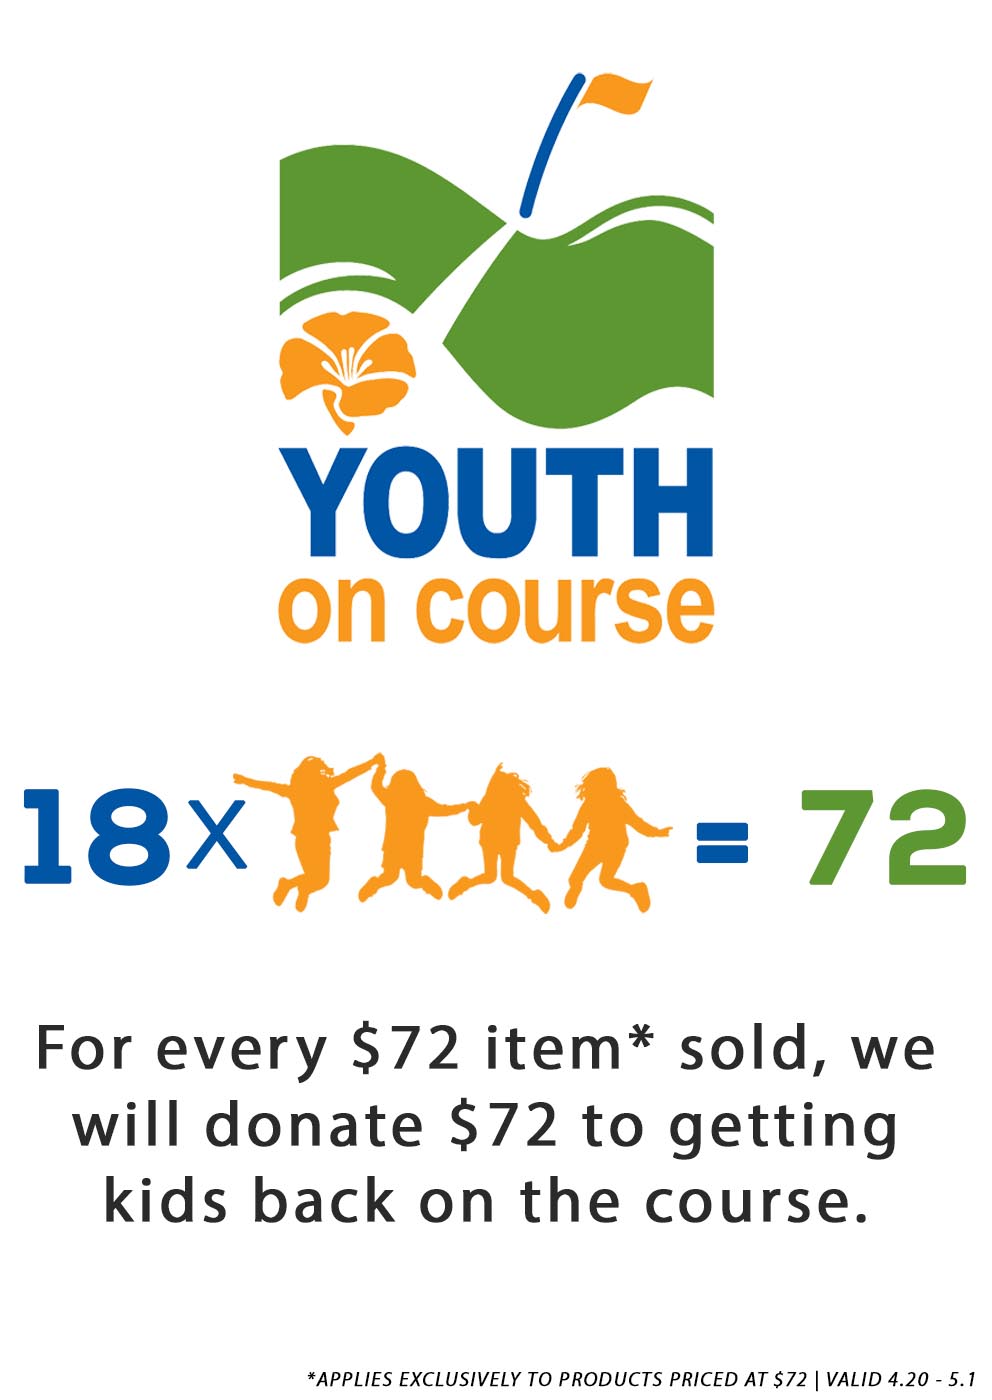 YOUTH
on course
18 X = 72
For every $72 item* sold, we
will donate $72 to getting
kids back on the course.
*APPLIES EXCLUSIVELY TO PRODUCTS PRICED AT $72 | VALID 4.20 - 5.1